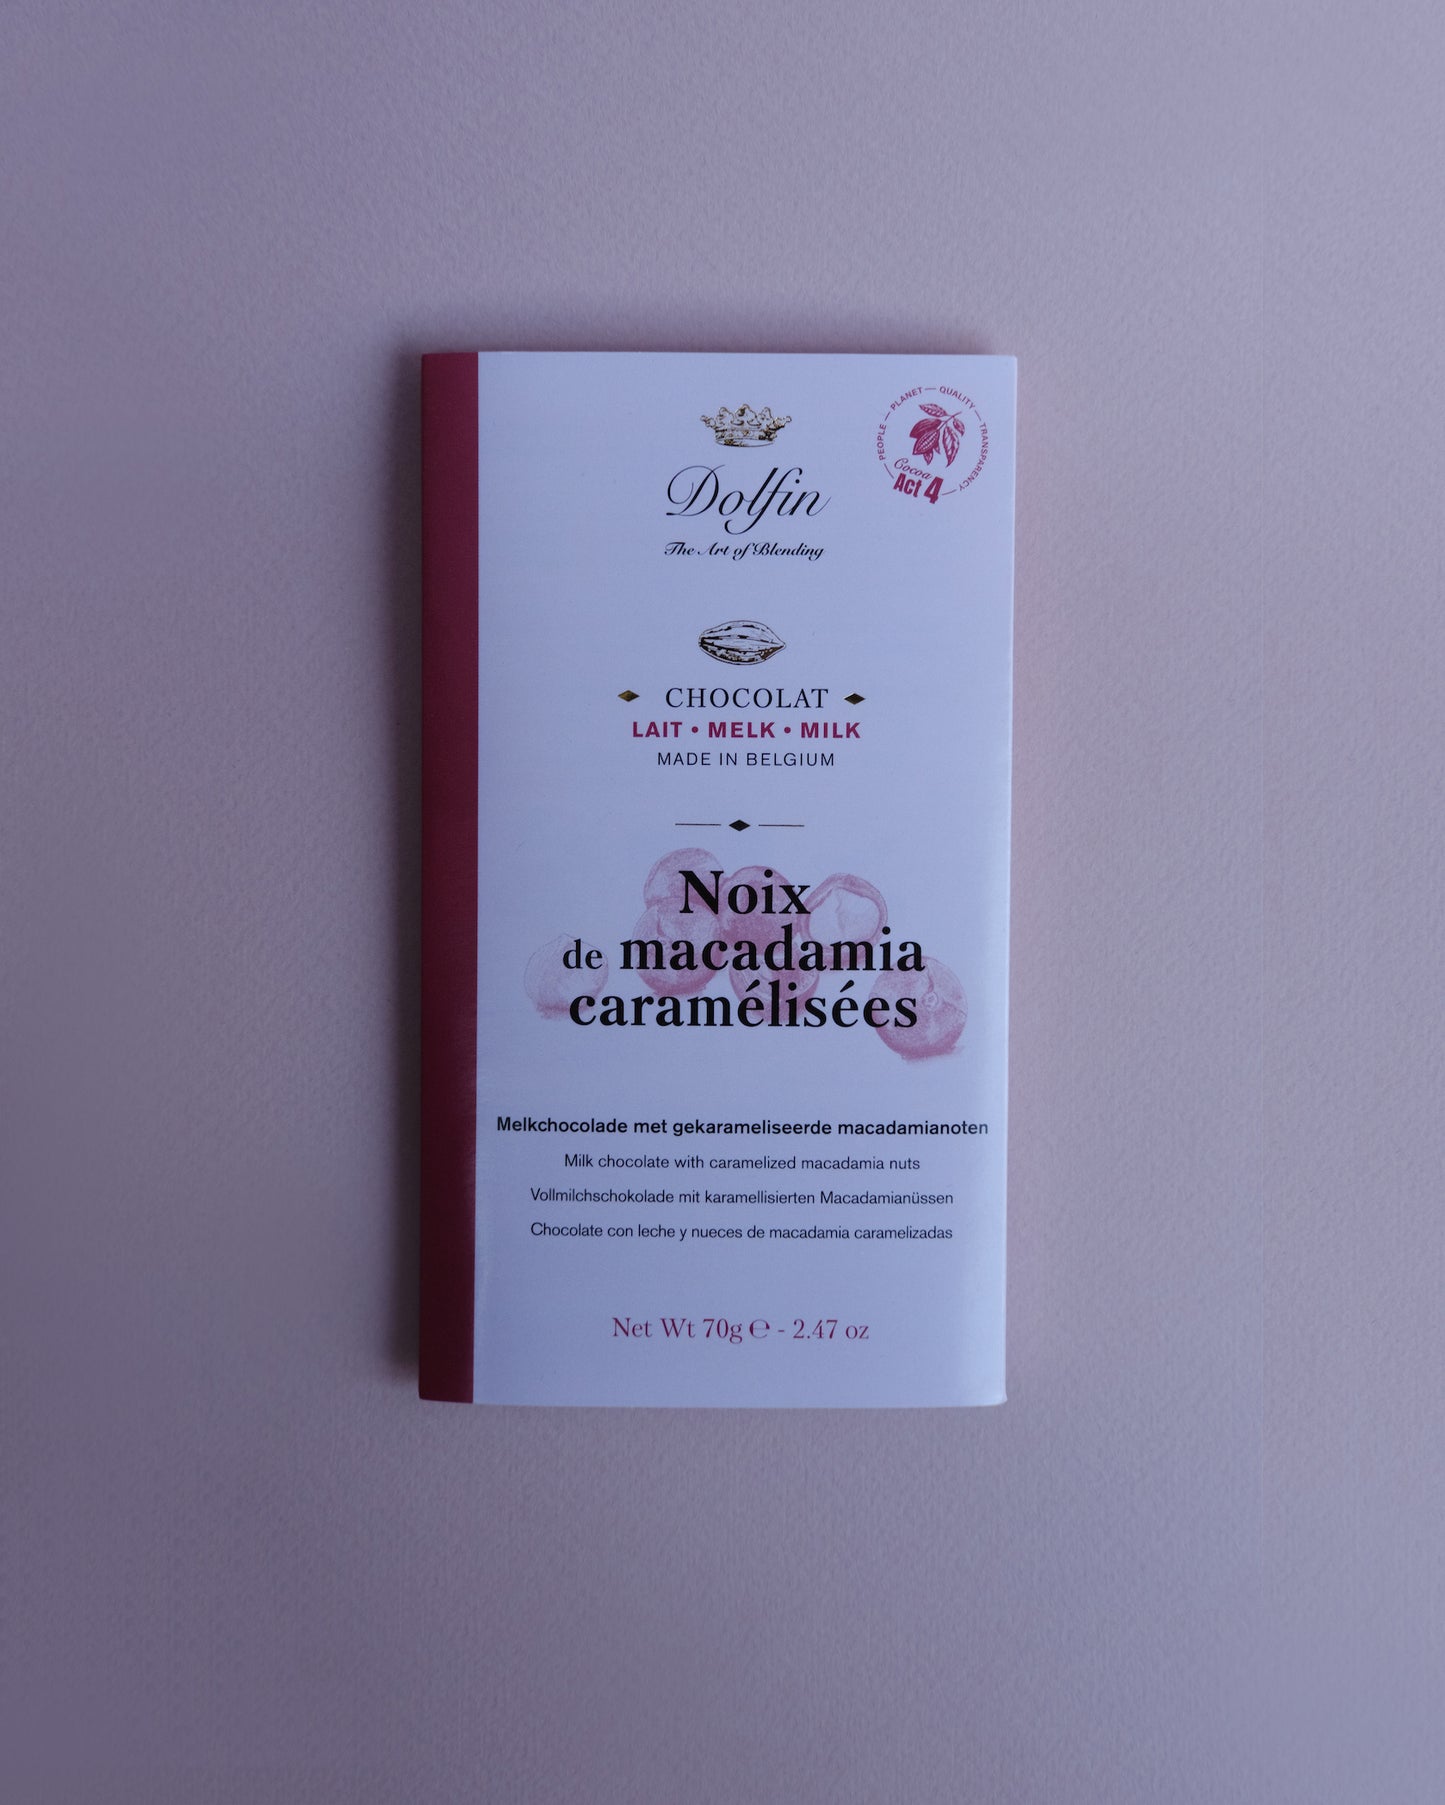 Dolfin
The Art of Blending
PEOPLE — PLANET — QUALITY — TRANSPARENCY
Cocoa
Act 4
CHOCOLAT
LAIT • MELK • MILK
MADE IN BELGIUM
Noix
de macadamia
caramélisées
Melkchocolade met gekarameliseerde macadamianoten
Milk chocolate with caramelized macadamia nuts
Vollmilchschokolade mit karamellisierten Macadamianüssen
Chocolate con leche y nueces de macadamia caramelizadas
Net Wt 70g ℮ - 2.47 oz